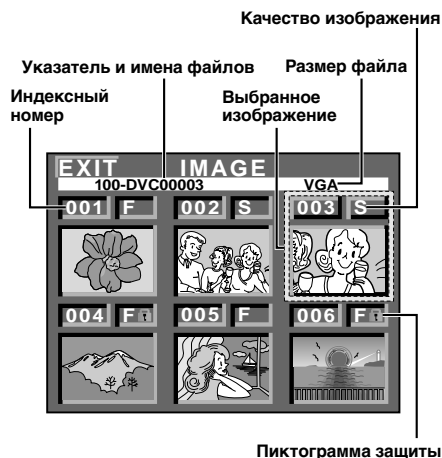 Качество изображения
Указатель и имена файлов
Размер файла
Индексный
номер
Выбранное
изображение
EXIT IMAGE
100-DVC00003 VGA
001 F 002 S 003 S
004 F 005 F 006 F
Пиктограмма защиты